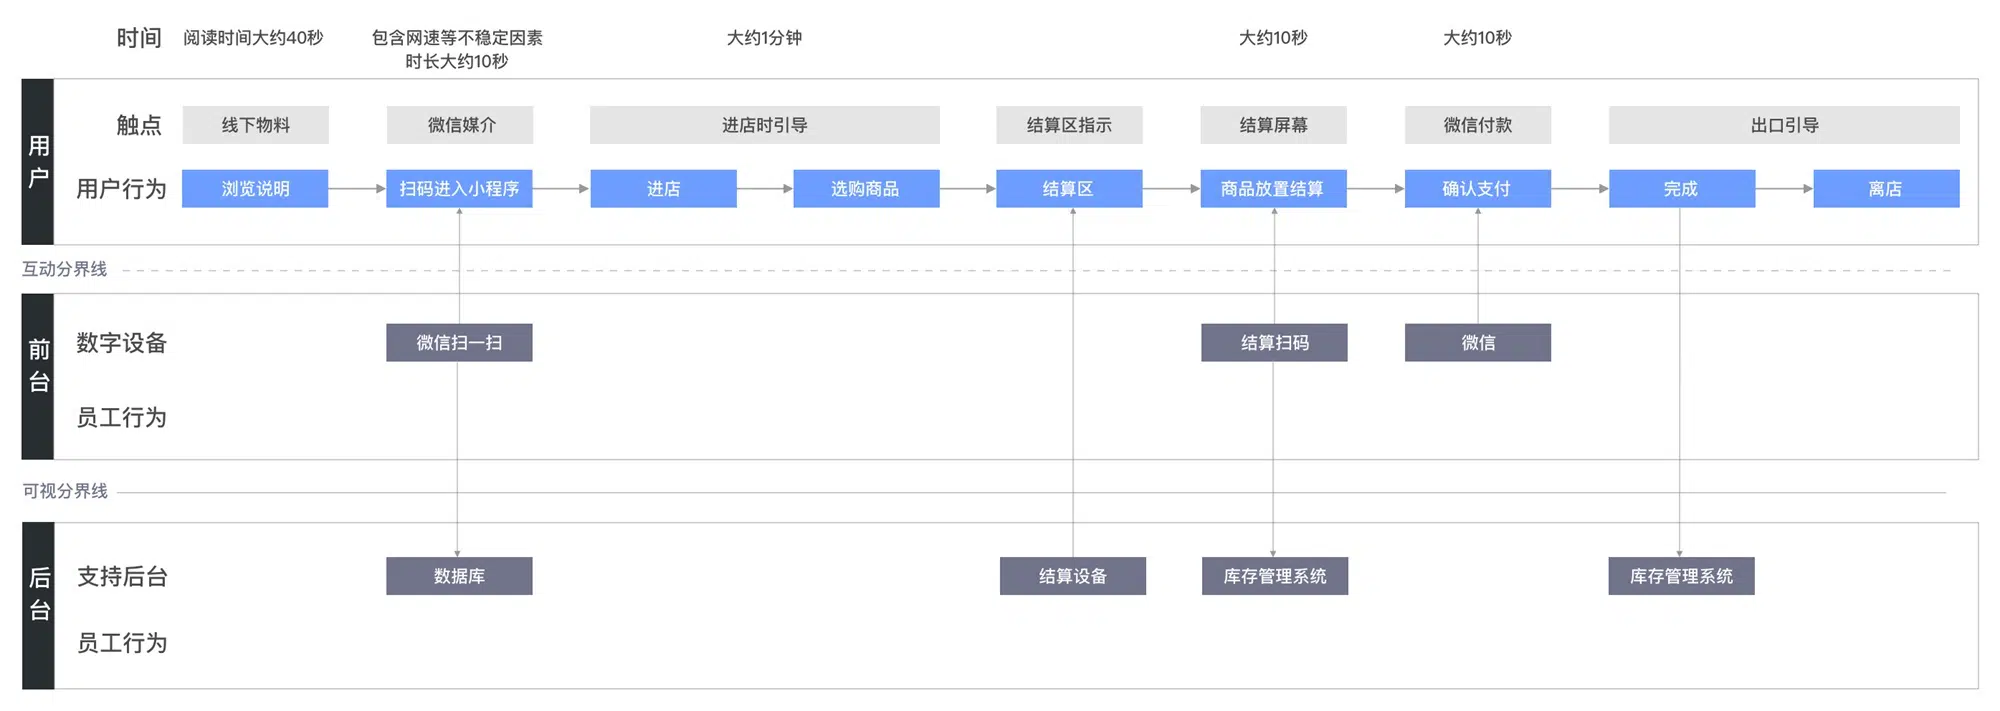 时间
阅读时间大约40秒
包含网速等不稳定因素
时长大约10秒
大约1分钟
大约10秒
大约10秒
用户
触点
线下物料
微信媒介
进店时引导
结算区指示
结算屏幕
微信付款
出口引导
用户行为
浏览说明
扫码进入小程序
进店
选购商品
结算区
商品放置结算
确认支付
完成
离店
互动分界线
前台
数字设备
微信扫一扫
结算扫码
微信
员工行为
可视分界线
后台
支持后台
数据库
结算设备
库存管理系统
库存管理系统
员工行为